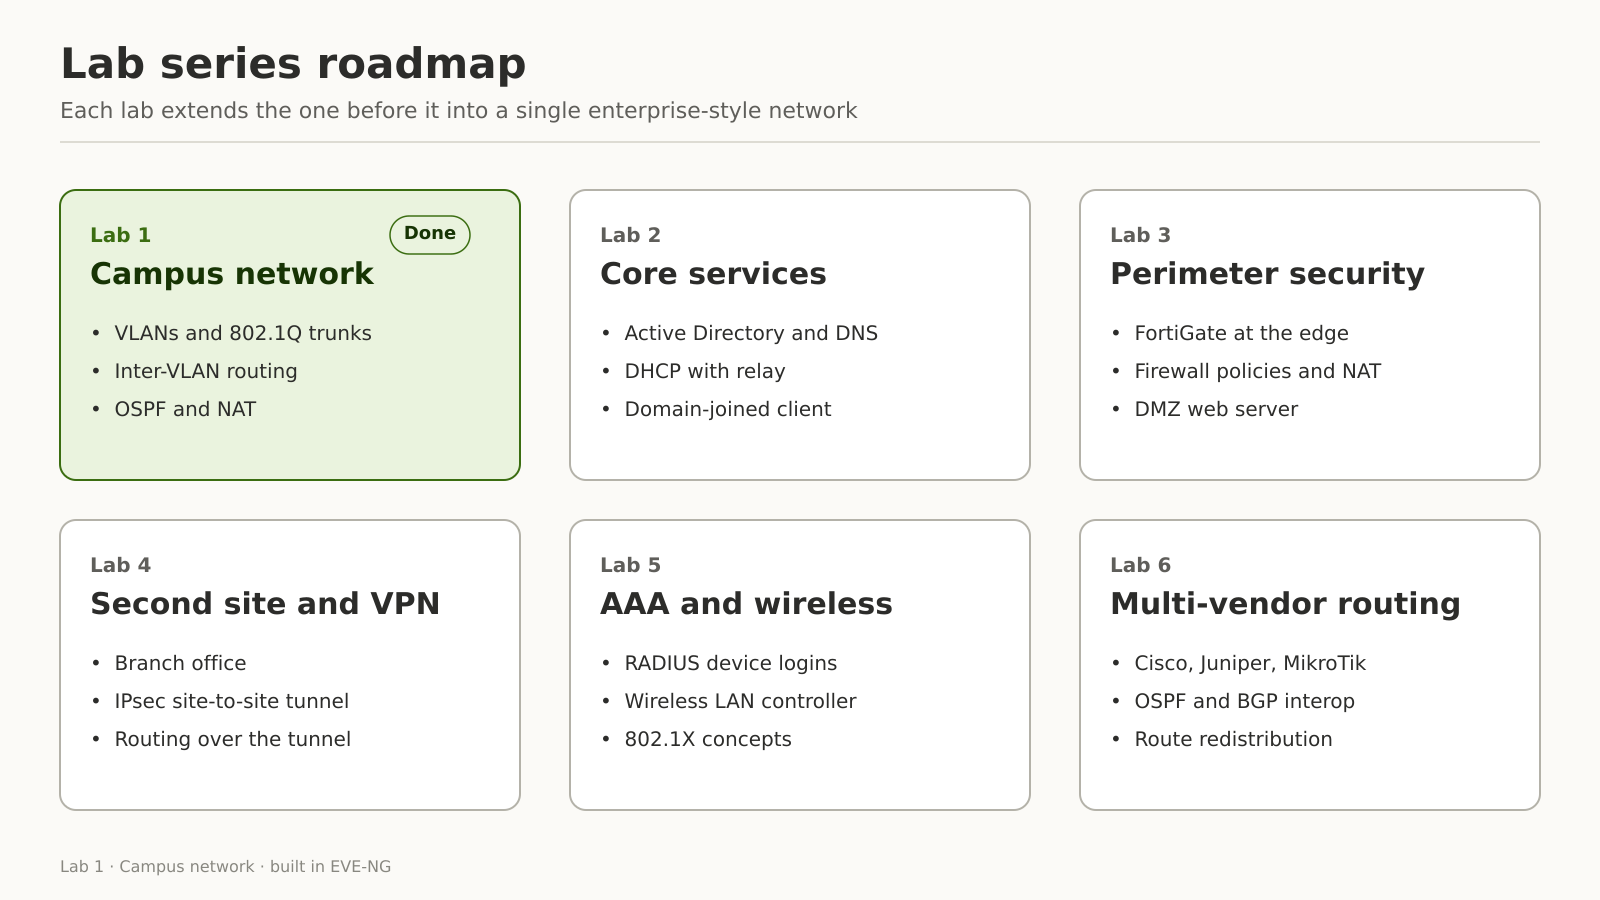 Lab series roadmap
Each lab extends the one before it into a single enterprise-style network
Lab 1
Done
Campus network
• VLANs and 802.1Q trunks
• Inter-VLAN routing
• OSPF and NAT
Lab 2
Core services
• Active Directory and DNS
• DHCP with relay
• Domain-joined client
Lab 3
Perimeter security
• FortiGate at the edge
• Firewall policies and NAT
• DMZ web server
Lab 4
Second site and VPN
• Branch office
• IPsec site-to-site tunnel
• Routing over the tunnel
Lab 5
AAA and wireless
• RADIUS device logins
• Wireless LAN controller
• 802.1X concepts
Lab 6
Multi-vendor routing
• Cisco, Juniper, MikroTik
• OSPF and BGP interop
• Route redistribution
Lab 1 · Campus network · built in EVE-NG